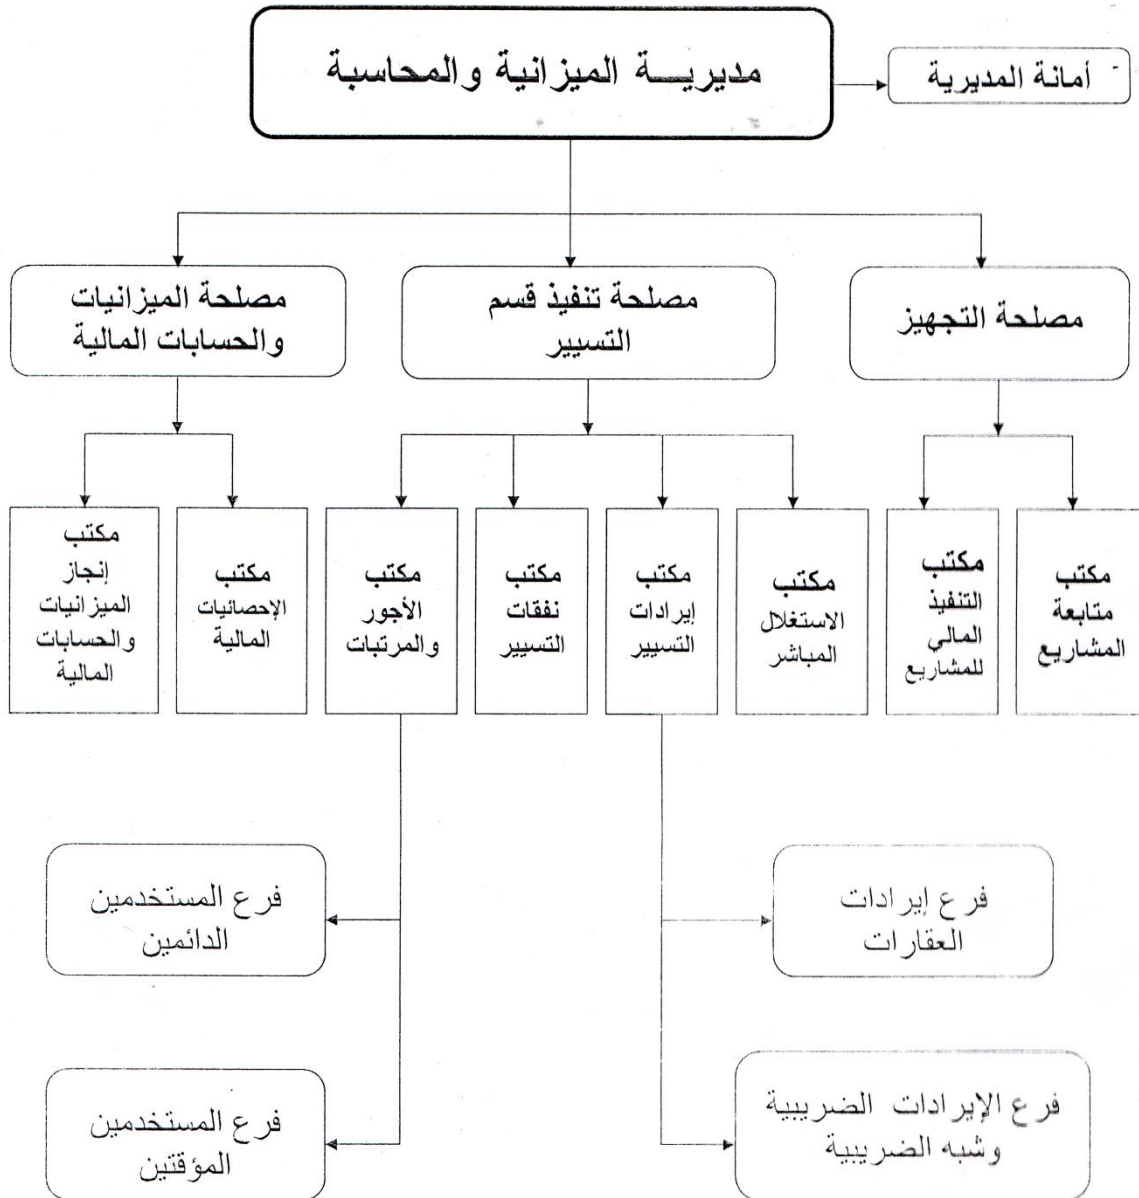 مديريــة الميزانية والمحاسبة
أمانة المديرية
مصلحة التجهيز
مصلحة تنفيذ قسم
التسيير
مصلحة الميزانيات
والحسابات المالية
مكتب
متابعة
المشاريع
مكتب
التنفيذ
المالي
للمشاريع
مكتب
الاستغلال
المباشر
مكتب
إيرادات
التسيير
مكتب
نفقات
التسيير
مكتب
الأجور
والمرتبات
مكتب
الإحصائيات
المالية
مكتب
إنجاز
الميزانيات
والحسابات
المالية
فرع إيرادات
العقارات
فرع المستخدمين
الدائمين
فرع الإيرادات الضريبية
وشبه الضريبية
فرع المستخدمين
المؤقتين